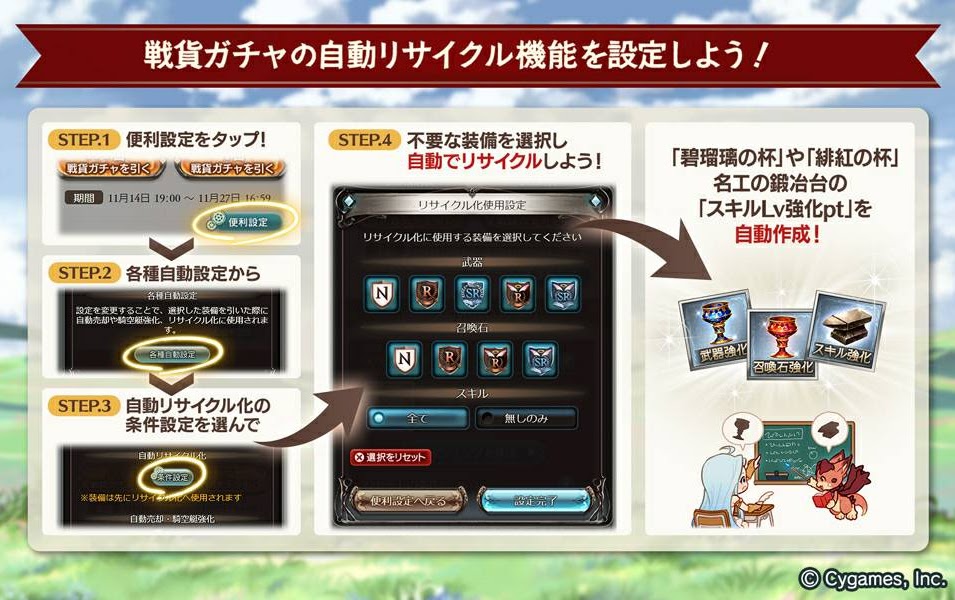 戦貨ガチャの自動リサイクル機能を設定しよう！
STEP.1 便利設定をタップ！
戦貨ガチャを引く 戦貨ガチャを引く
期間 11月14日 19:00 ～ 11月27日 16:59
便利設定
STEP.2 各種自動設定から
各種自動設定
設定を変更することで、選択した装備を引いた際に
自動売却や騎空艇強化、リサイクル化に使用されま
す。
各種自動設定
STEP.3 自動リサイクル化の
条件設定を選んで
自動リサイクル化
条件設定
※装備は先にリサイクル化へ使用されます
自動売却・騎空艇強化
STEP.4 不要な装備を選択し
自動でリサイクルしよう！
リサイクル化使用設定
リサイクル化に使用する装備を選択してください
武器
N R SR R SR
召喚石
N R R SR
スキル
全て 無しのみ
選択をリセット
便利設定へ戻る 設定完了
「碧瑠璃の杯」や「緋紅の杯」
名工の鍛冶台の
「スキルLv強化pt」を
自動作成！
武器強化
召喚石強化
スキル強化
© Cygames, Inc.